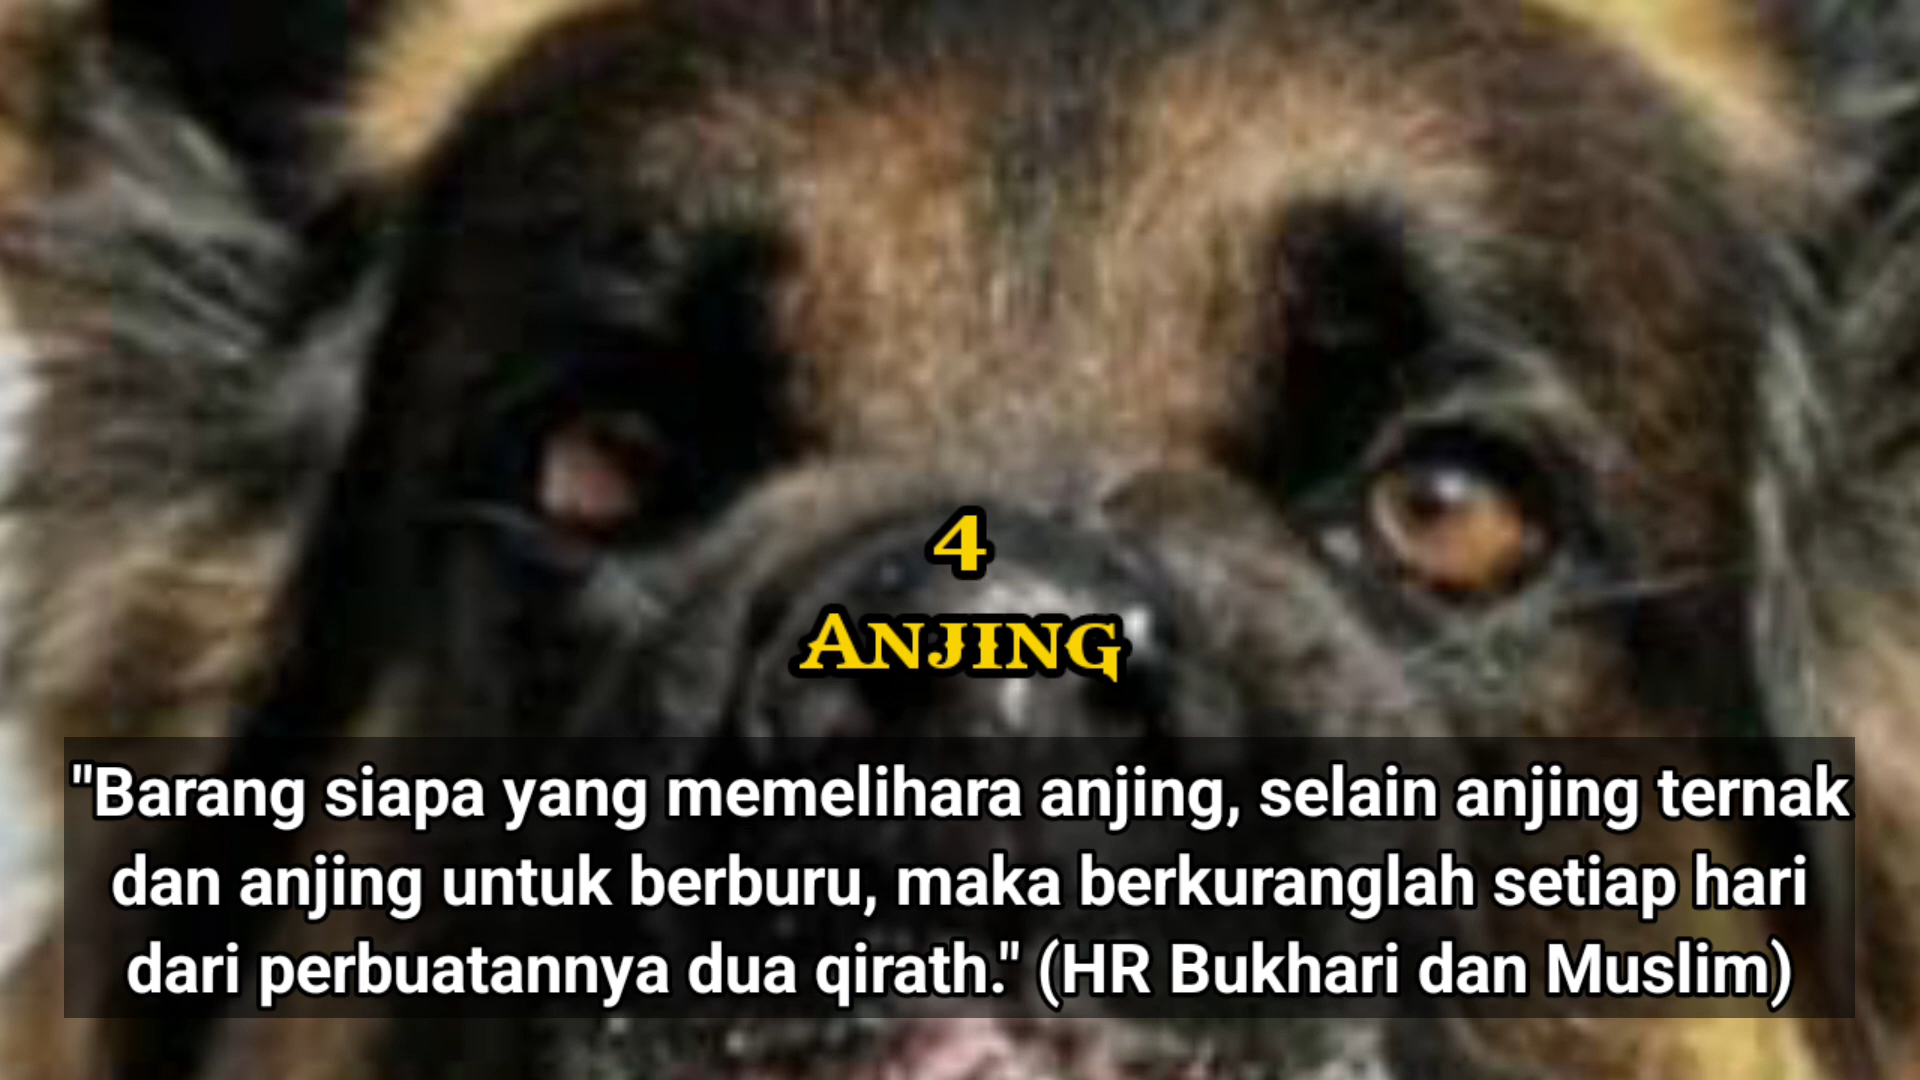 4
Anjing
"Barang siapa yang memelihara anjing, selain anjing ternak
dan anjing untuk berburu, maka berkuranglah setiap hari
dari perbuatannya dua qirath." (HR Bukhari dan Muslim)